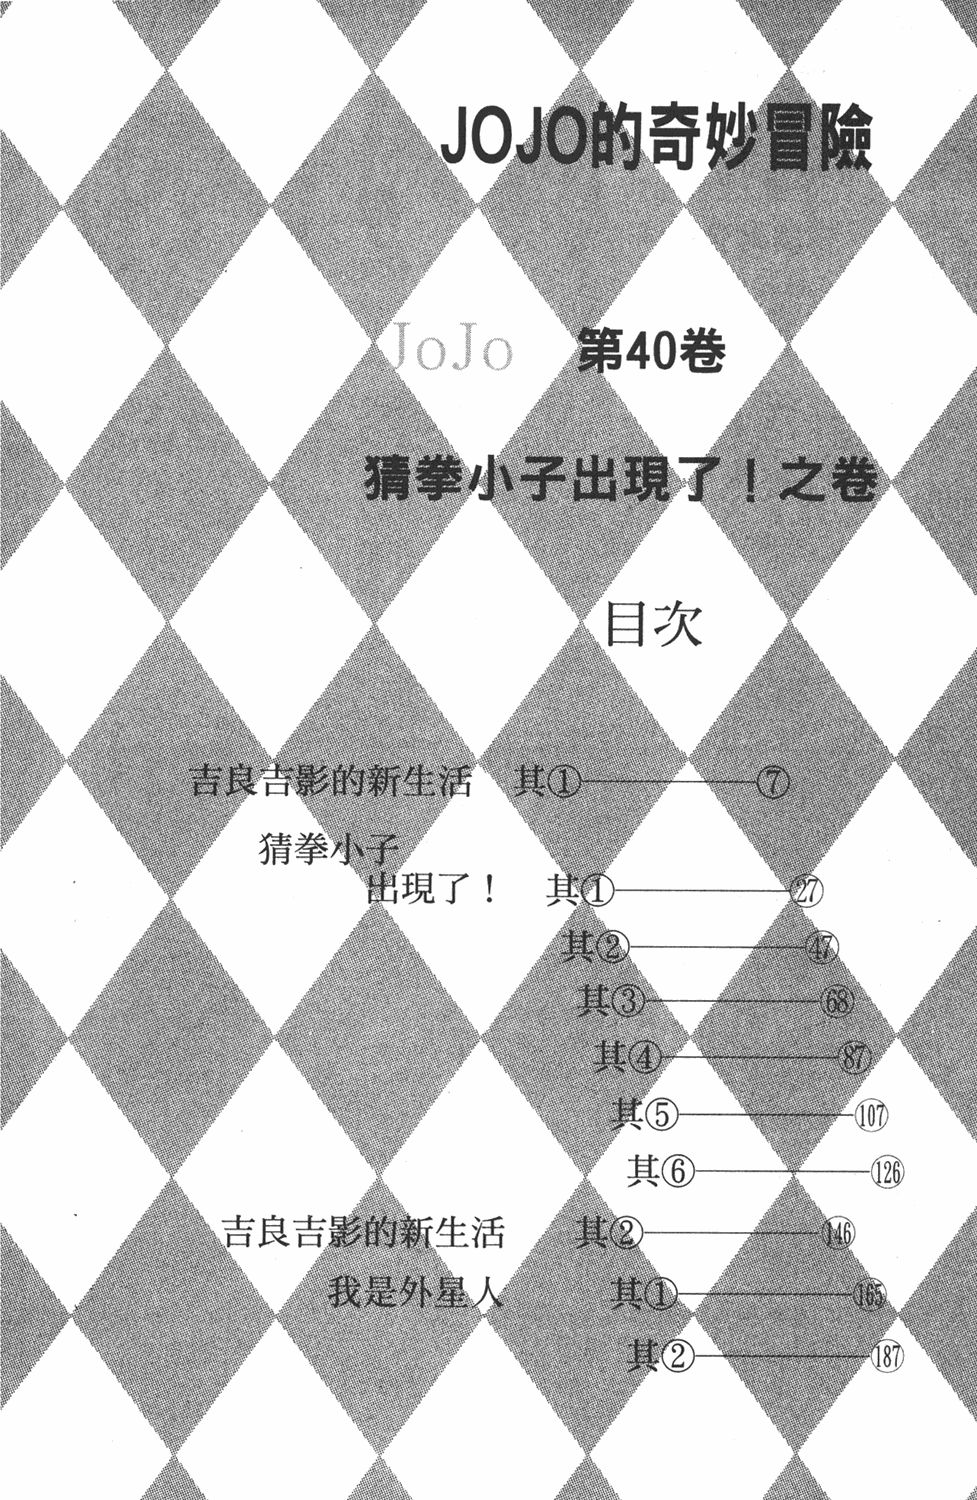 JOJO的奇妙冒險
JoJo 第40卷
猜拳小子出現了！之卷
目次
吉良吉影的新生活 其①——⑦
猜拳小子
出現了！ 其①——㉗
其②——㊼
其③——68
其④——87
其⑤——107
其⑥——126
吉良吉影的新生活 其②——146
我是外星人 其①——165
其②——187